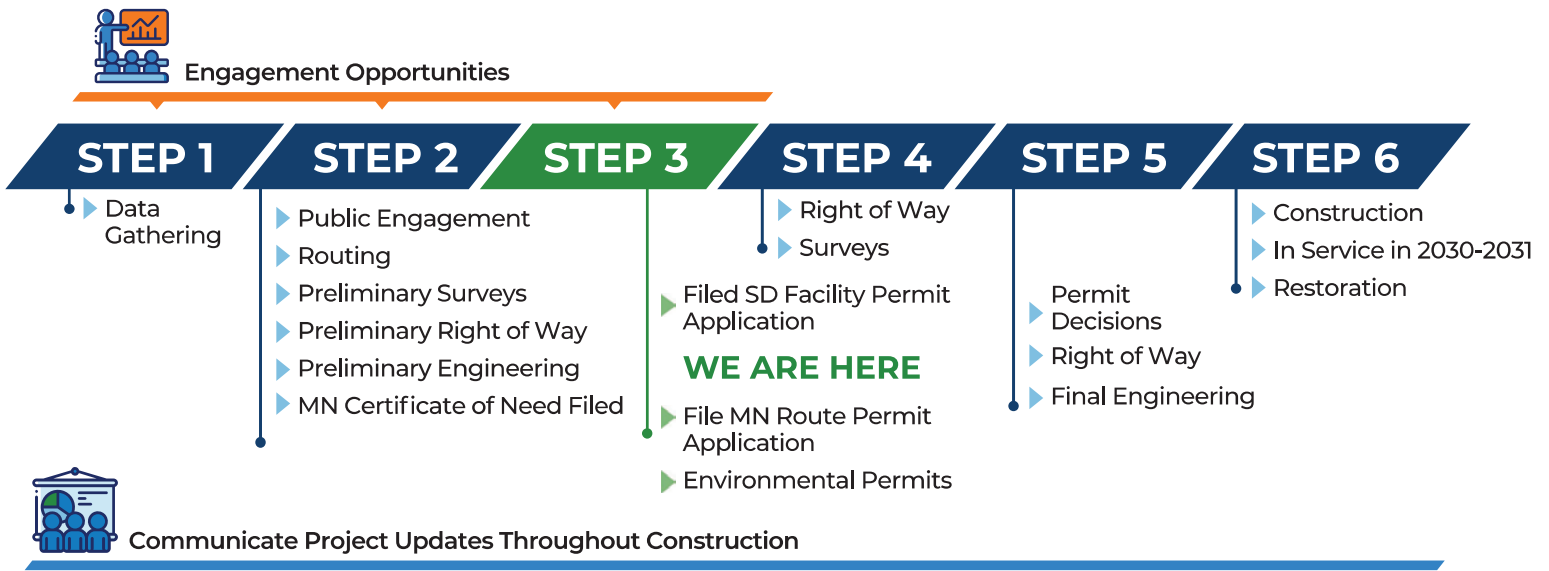 Engagement Opportunities
STEP 1
Data
Gathering
STEP 2
Public Engagement
Routing
Preliminary Surveys
Preliminary Right of Way
Preliminary Engineering
MN Certificate of Need Filed
STEP 3
Filed SD Facility Permit
Application
WE ARE HERE
File MN Route Permit
Application
Environmental Permits
STEP 4
Right of Way
Surveys
STEP 5
Permit
Decisions
Right of Way
Final Engineering
STEP 6
Construction
In Service in 2030-2031
Restoration
Communicate Project Updates Throughout Construction